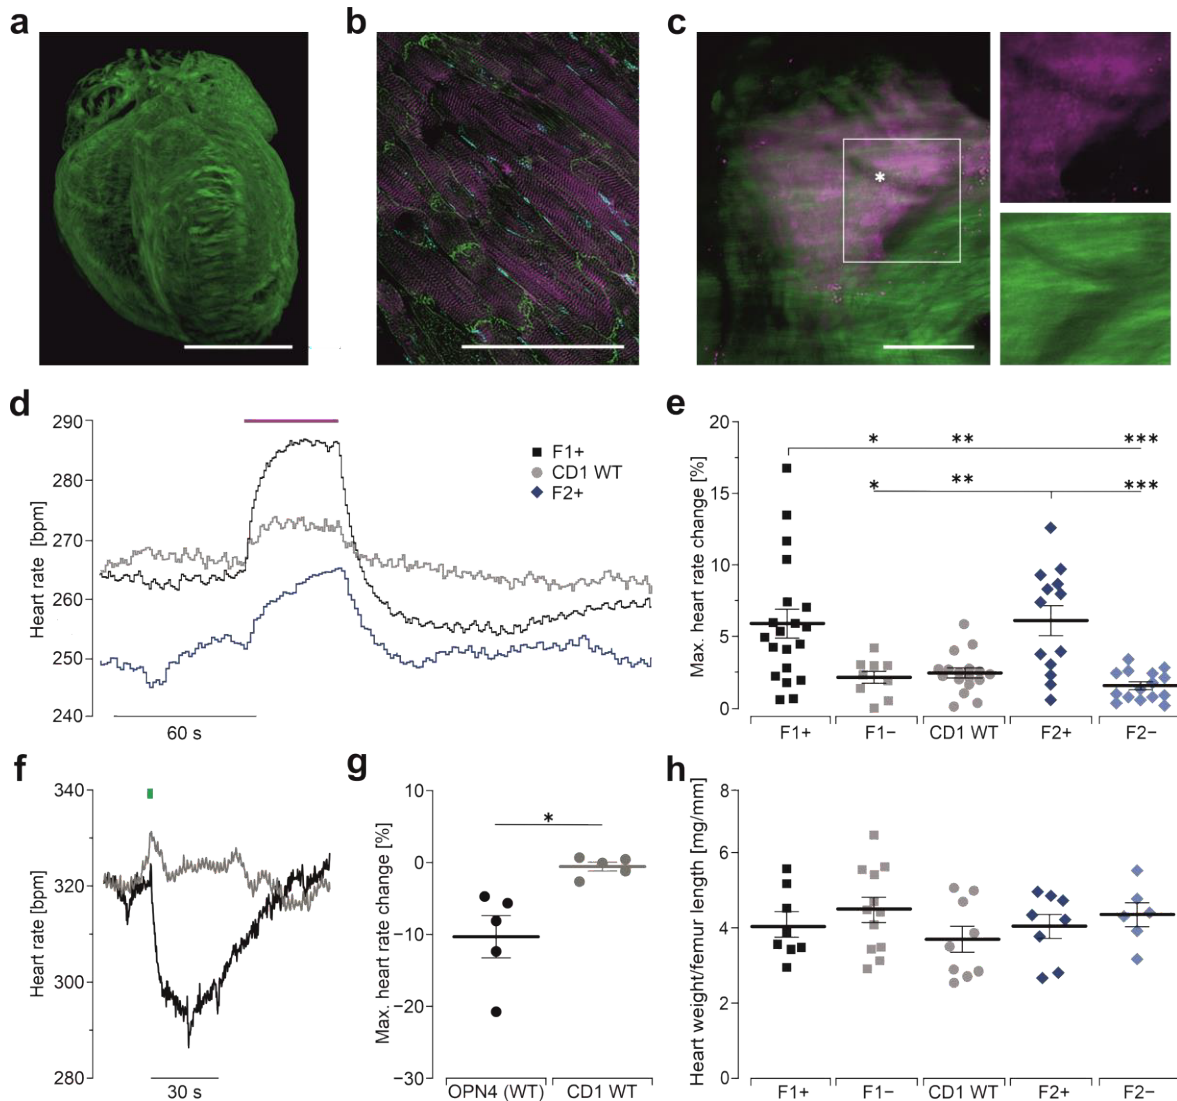 a
b
c
*
d
Heart rate [bpm]
290
280
270
260
250
240
F1+
CD1 WT
F2+
60 s
e
Max. heart rate change [%]
20
15
10
5
0
* ** ***
* ** ***
F1+ F1− CD1 WT F2+ F2−
f
Heart rate [bpm]
340
320
300
280
30 s
g
Max. heart rate change [%]
10
0
−10
−20
−30
*
OPN4 (WT) CD1 WT
h
Heart weight/femur length [mg/mm]
8
6
4
2
0
F1+ F1− CD1 WT F2+ F2−